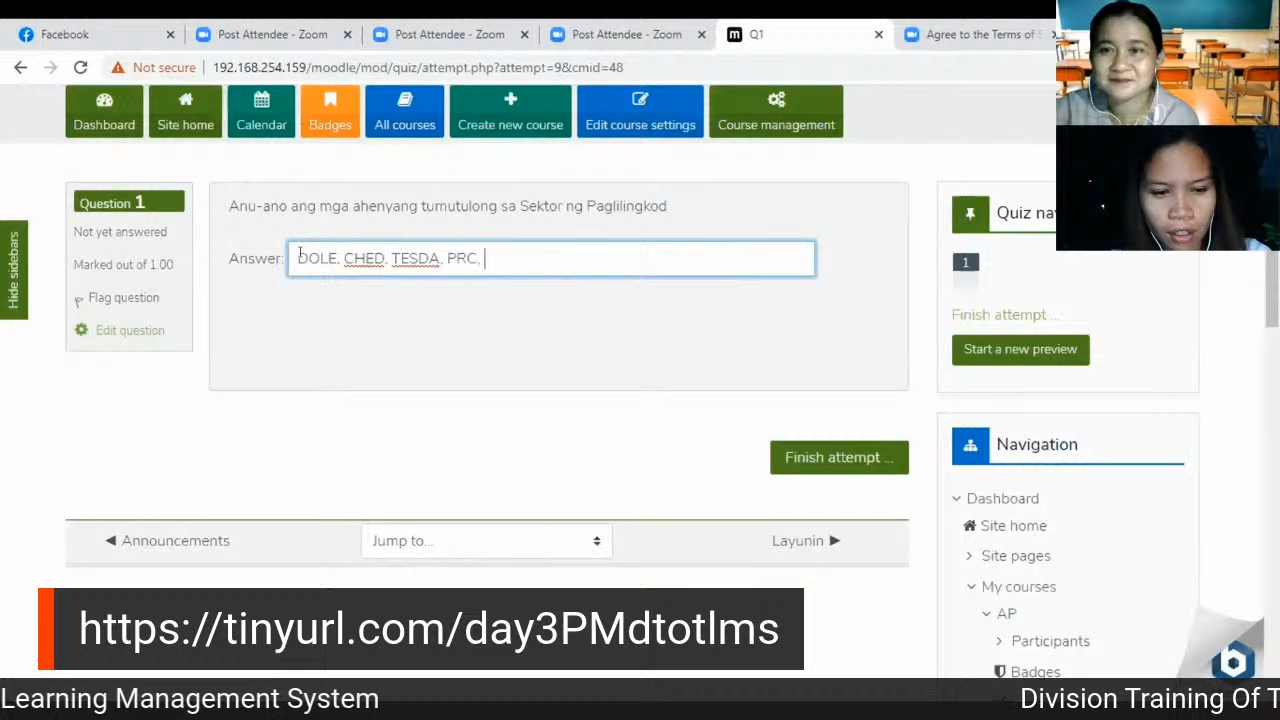 Facebook
Post Attendee - Zoom
Post Attendee - Zoom
Post Attendee - Zoom
Q1
Agree to the Terms of
Not secure
192.168.254.159/moodle/mod/quiz/attempt.php?attempt=9&cmid=48
Dashboard
Site home
Calendar
Badges
All courses
Create new course
Edit course settings
Course management
Hide sidebars
Question 1
Not yet answered
Marked out of 1.00
Flag question
Edit question
Anu-ano ang mga ahenyang tumutulong sa Sektor ng Paglilingkod
Answer: DOLE, CHED, TESDA, PRC,
Finish attempt ...
Announcements
Jump to...
Layunin
Quiz na
1
Finish attempt ...
Start a new preview
Navigation
Dashboard
Site home
Site pages
My courses
AP
Participants
Badges
https://tinyurl.com/day3PMdtotlms
Learning Management System
Division Training Of T